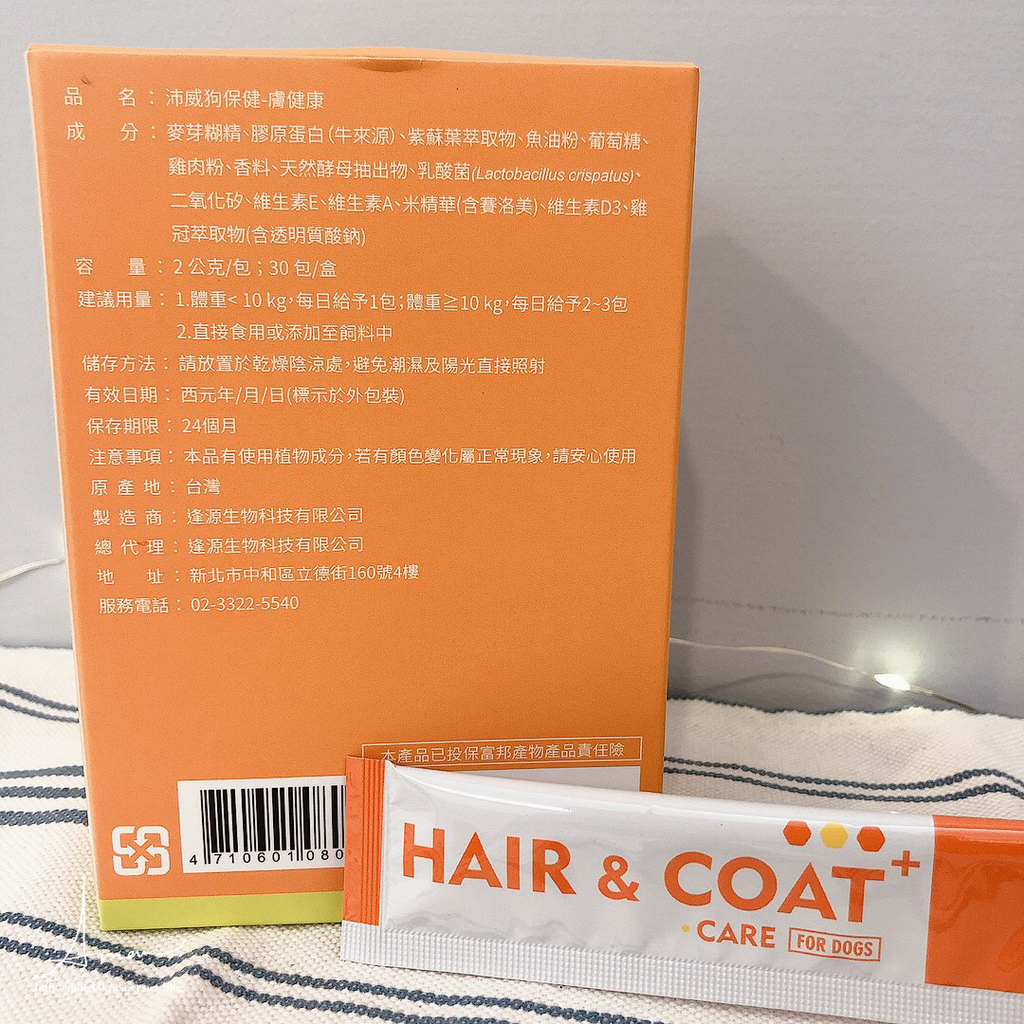 品 名：沛威狗保健-膚健康
成 分：麥芽糊精、膠原蛋白(牛來源)、紫蘇葉萃取物、魚油粉、葡萄糖、
雞肉粉、香料、天然酵母抽出物、乳酸菌(Lactobacillus crispatus)、
二氧化矽、維生素E、維生素A、米精華(含賽洛美)、維生素D3、雞
冠萃取物(含透明質酸鈉)
容 量：2 公克/包；30 包/盒
建議用量：1.體重< 10 kg，每日給予1包；體重≧10 kg，每日給予2~3包
2.直接食用或添加至飼料中
儲存方法：請放置於乾燥陰涼處，避免潮濕及陽光直接照射
有效日期：西元年/月/日(標示於外包裝)
保存期限：24個月
注意事項：本品有使用植物成分，若有顏色變化屬正常現象，請安心使用
原 產 地：台灣
製 造 商：逢源生物科技有限公司
總 代 理：逢源生物科技有限公司
地 址：新北市中和區立德街160號4樓
服務電話：02-3322-5540
本產品已投保富邦產物產品責任險
4 710601 080
HAIR & COAT+
CARE FOR DOGS